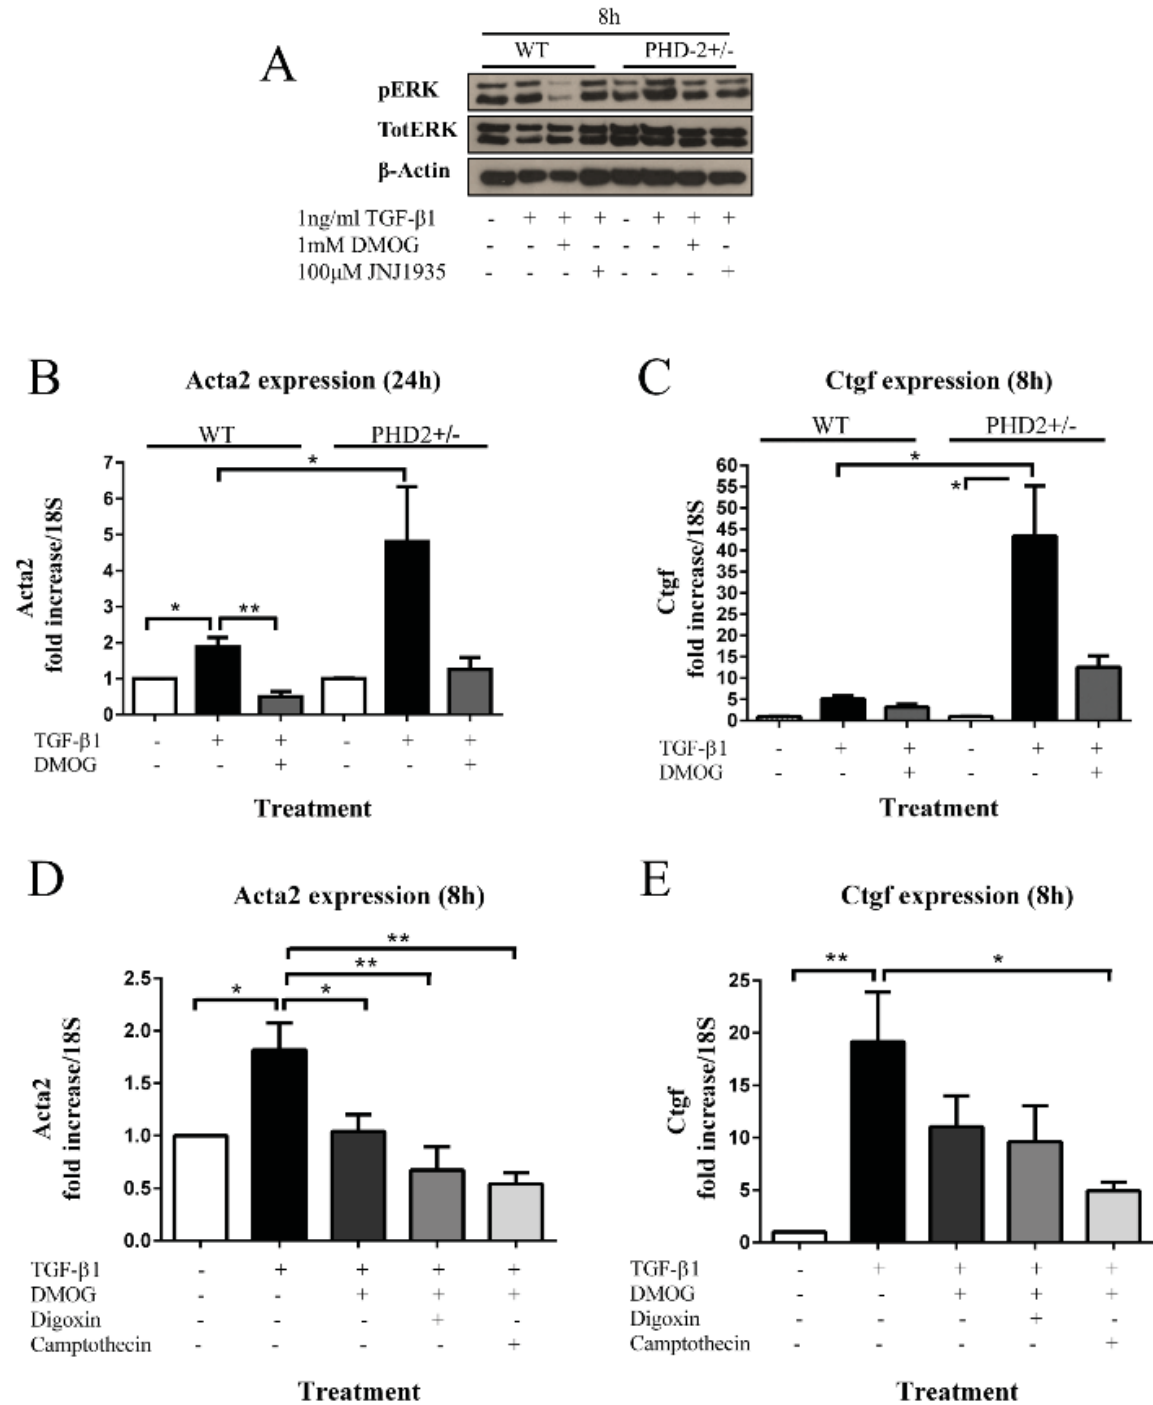 A
8h
WT PHD-2+/-
pERK
TotERK
β-Actin
1ng/ml TGF-β1 - + + + - + + +
1mM DMOG - - + - - - + -
100μM JNJ1935 - - - + - - - +
B
Acta2 expression (24h)
WT PHD2+/-
*
* **
Acta2
fold increase/18S
7
6
5
4
3
2
1
0
TGF-β1 - + + - + +
DMOG - - + - - +
Treatment
C
Ctgf expression (8h)
WT PHD2+/-
*
*
Ctgf
fold increase/18S
60
55
50
45
40
35
30
25
20
15
10
5
0
TGF-β1 - + + - + +
DMOG - - + - - +
Treatment
D
Acta2 expression (8h)
**
**
* *
Acta2
fold increase/18S
2.5
2.0
1.5
1.0
0.5
0.0
TGF-β1 - + + + +
DMOG - - + + +
Digoxin - - - + -
Camptothecin - - - - +
Treatment
E
Ctgf expression (8h)
** *
Ctgf
fold increase/18S
25
20
15
10
5
0
TGF-β1 - + + + +
DMOG - - + + +
Digoxin - - - + -
Camptothecin - - - - +
Treatment